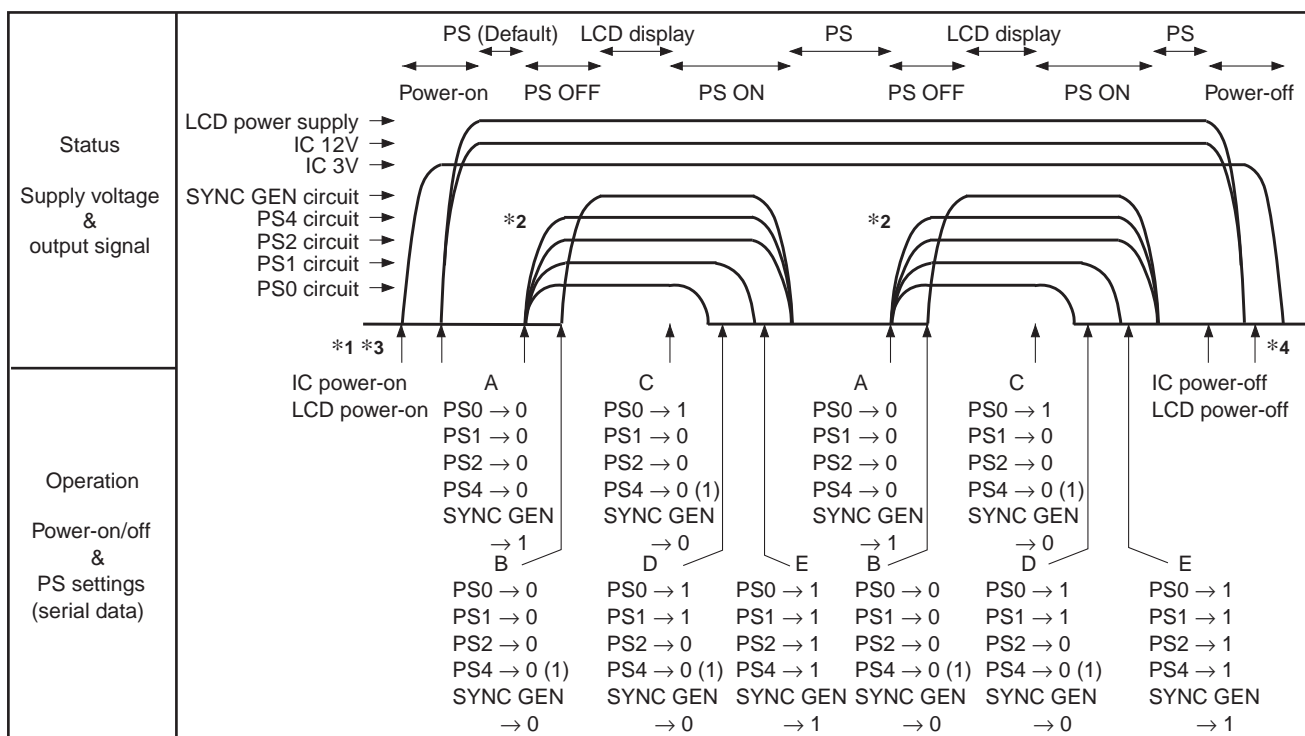 PS (Default) LCD display PS LCD display PS
Power-on PS OFF PS ON PS OFF PS ON Power-off
Status
Supply voltage
&
output signal
LCD power supply
IC 12V
IC 3V
SYNC GEN circuit
PS4 circuit
PS2 circuit
PS1 circuit
PS0 circuit
*2 *2
*1 *3 *4
Operation
Power-on/off
&
PS settings
(serial data)
IC power-on
LCD power-on
A
PS0 → 0
PS1 → 0
PS2 → 0
PS4 → 0
SYNC GEN
→ 1
C
PS0 → 1
PS1 → 0
PS2 → 0
PS4 → 0 (1)
SYNC GEN
→ 0
A
PS0 → 0
PS1 → 0
PS2 → 0
PS4 → 0
SYNC GEN
→ 1
C
PS0 → 1
PS1 → 0
PS2 → 0
PS4 → 0 (1)
SYNC GEN
→ 0
IC power-off
LCD power-off
B
PS0 → 0
PS1 → 0
PS2 → 0
PS4 → 0 (1)
SYNC GEN
→ 0
D
PS0 → 1
PS1 → 1
PS2 → 0
PS4 → 0 (1)
SYNC GEN
→ 0
E
PS0 → 1
PS1 → 1
PS2 → 1
PS4 → 1
SYNC GEN
→ 1
B
PS0 → 0
PS1 → 0
PS2 → 0
PS4 → 0 (1)
SYNC GEN
→ 0
D
PS0 → 1
PS1 → 1
PS2 → 0
PS4 → 0 (1)
SYNC GEN
→ 0
E
PS0 → 1
PS1 → 1
PS2 → 1
PS4 → 1
SYNC GEN
→ 1